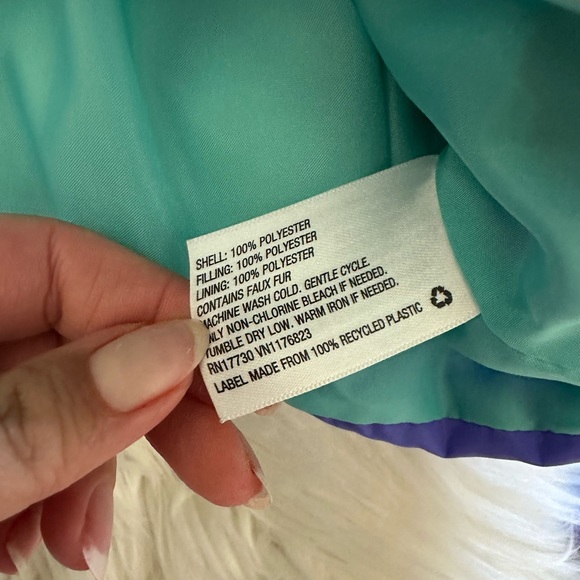 SHELL: 100% POLYESTER
FILLING: 100% POLYESTER
LINING: 100% POLYESTER
CONTAINS FAUX FUR
MACHINE WASH COLD. GENTLE CYCLE.
ONLY NON-CHLORINE BLEACH IF NEEDED.
TUMBLE DRY LOW. WARM IRON IF NEEDED.
RN17730 VN1176823
LABEL MADE FROM 100% RECYCLED PLASTIC